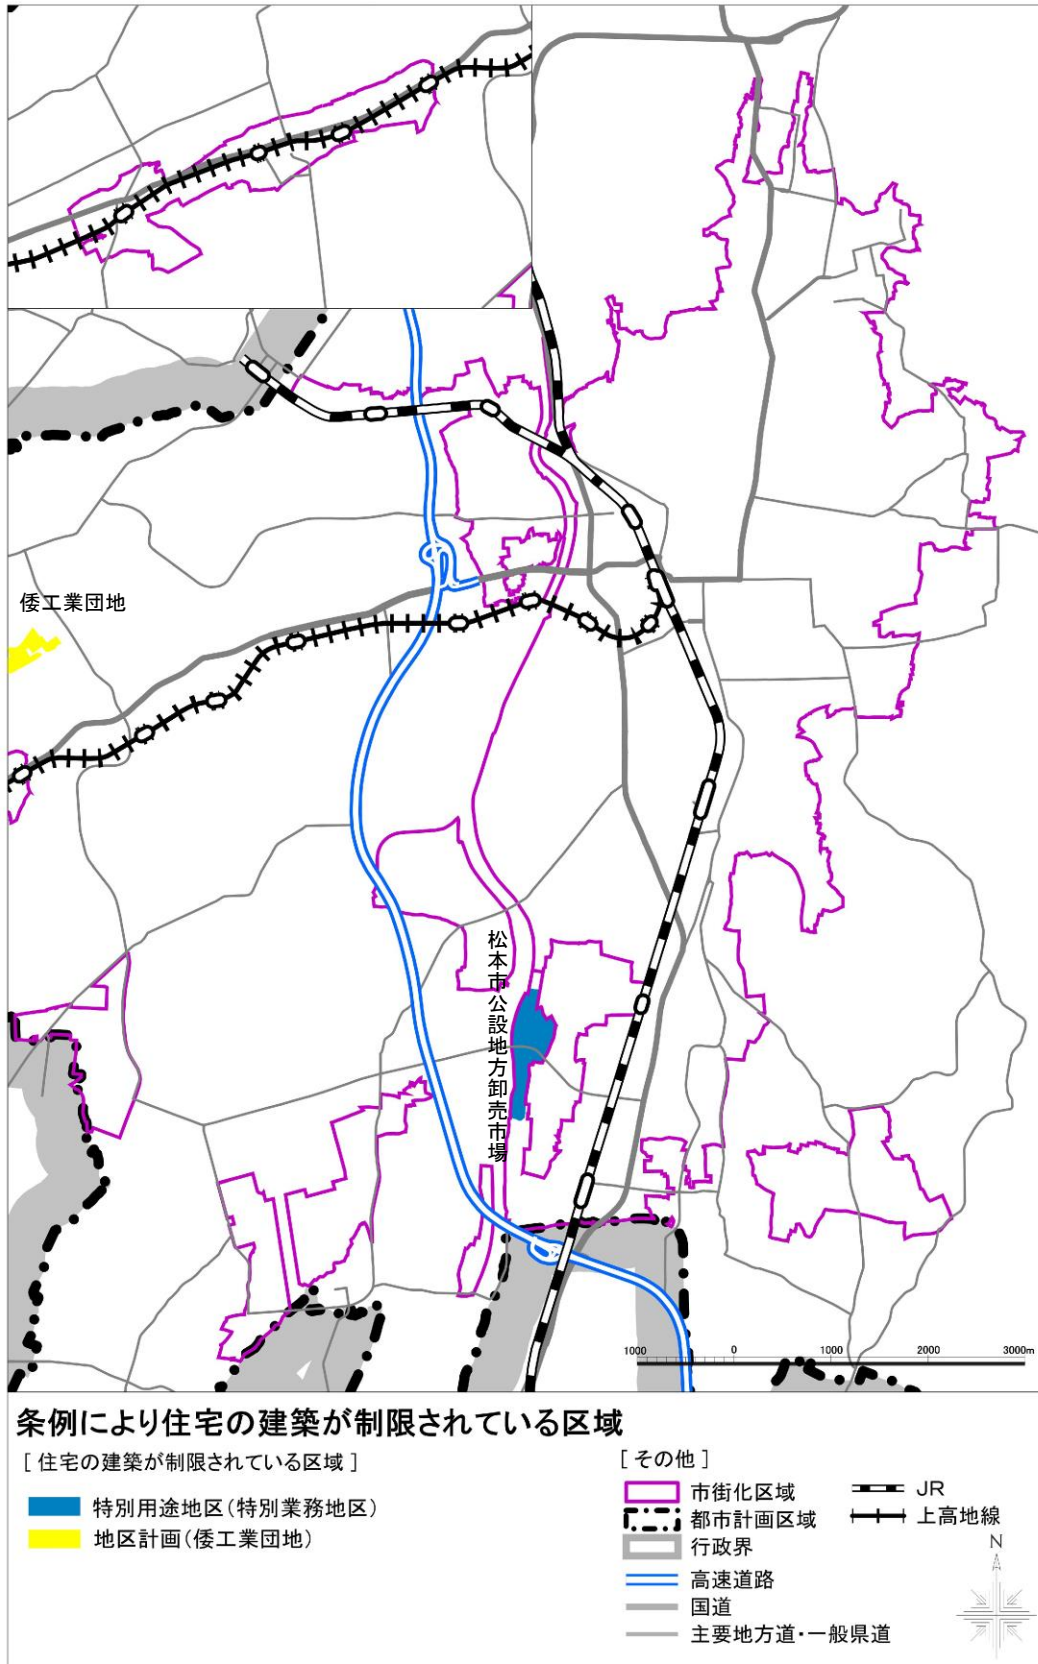 倭工業団地
松本市公設地方卸売市場
1000 0 1000 2000 3000m
条例により住宅の建築が制限されている区域
[ 住宅の建築が制限されている区域 ]
特別用途地区(特別業務地区)
地区計画(倭工業団地)
[ その他 ]
市街化区域
都市計画区域
行政界
高速道路
国道
主要地方道・一般県道
JR
上高地線
N